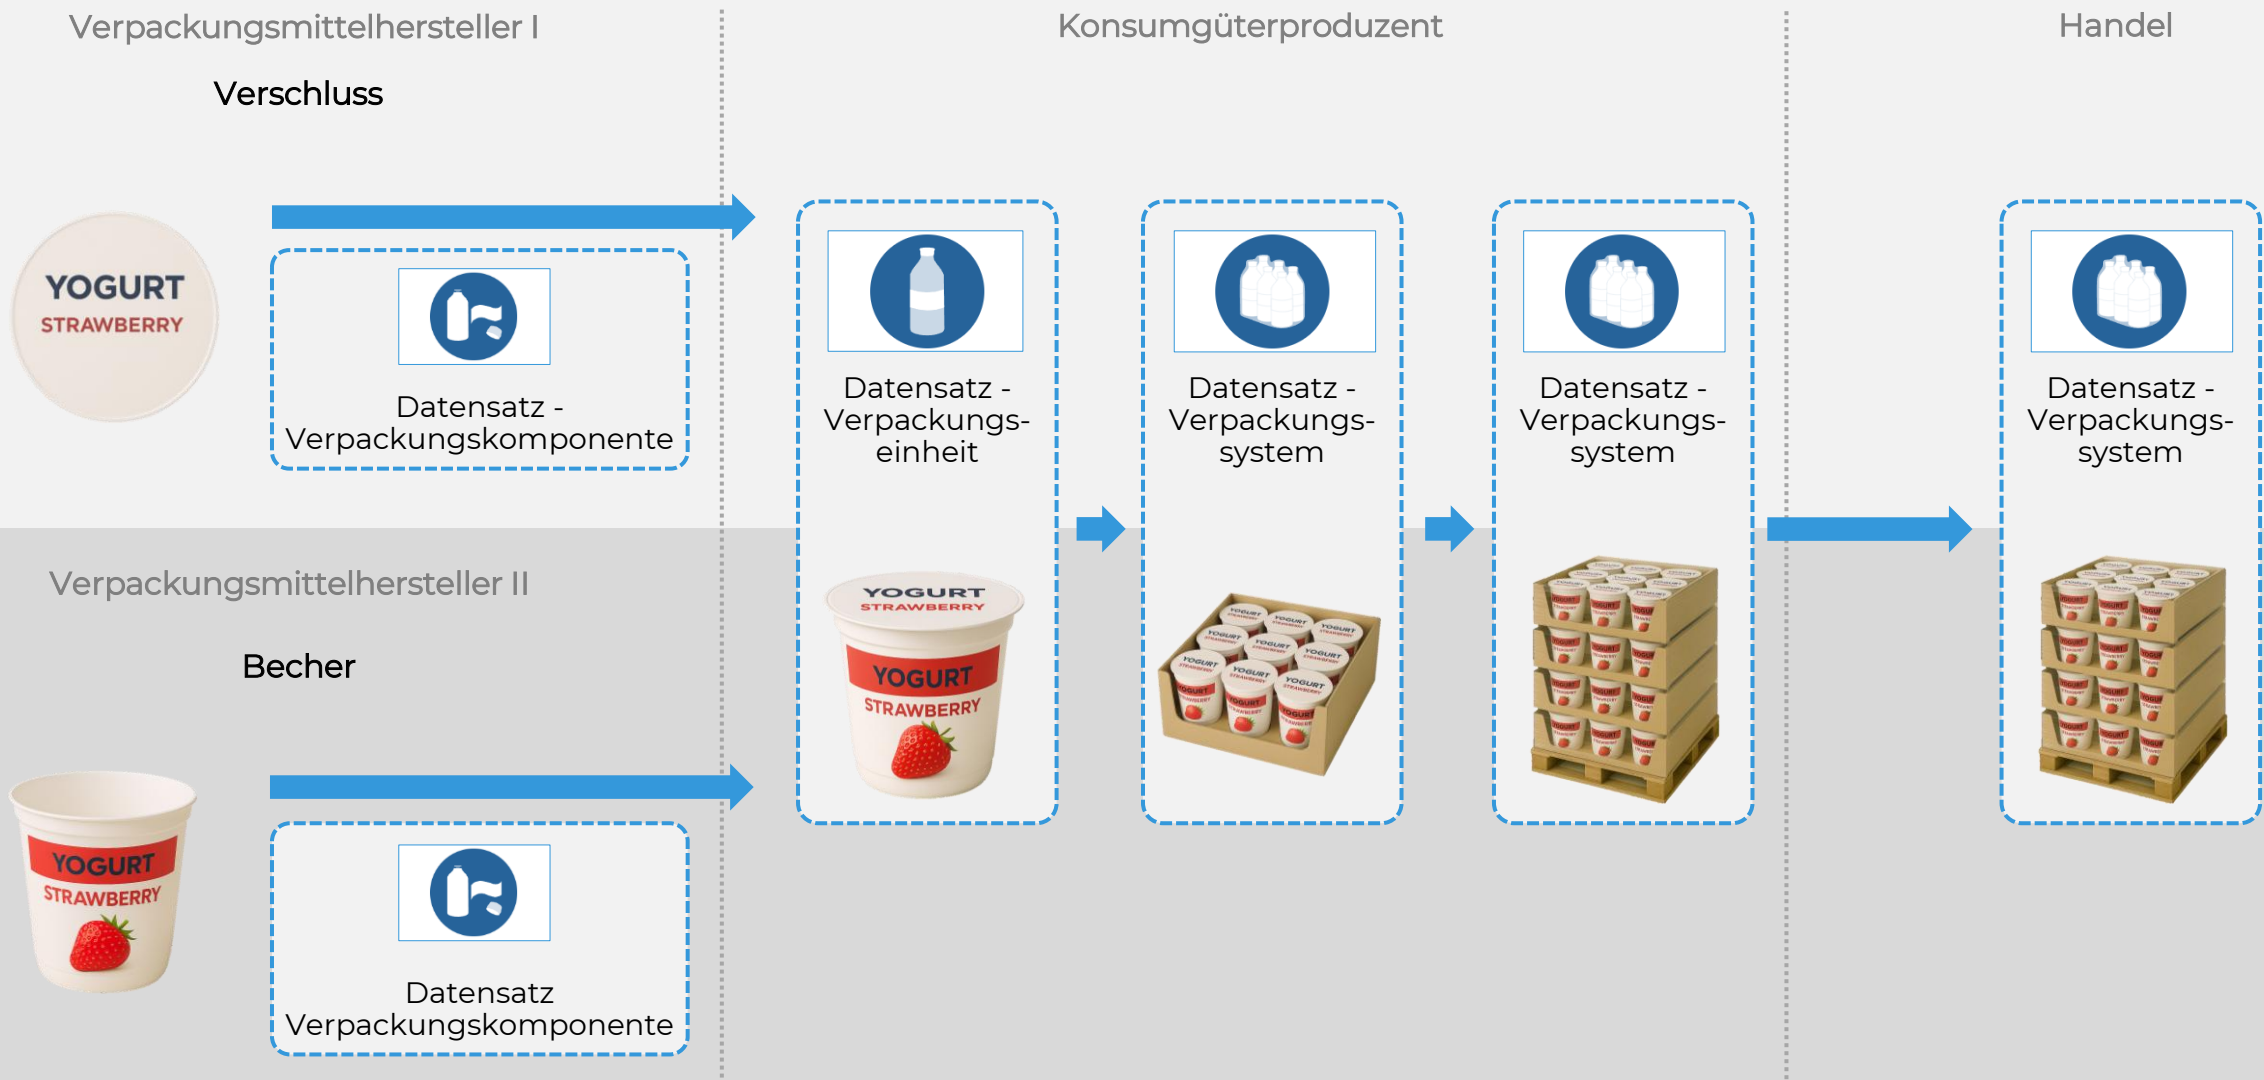 Verpackungsmittelhersteller I
Konsumgüterproduzent
Handel
Verschluss
YOGURT
STRAWBERRY
Datensatz -
Verpackungskomponente
Datensatz -
Verpackungs-
einheit
Datensatz -
Verpackungs-
system
Datensatz -
Verpackungs-
system
Datensatz -
Verpackungs-
system
Verpackungsmittelhersteller II
Becher
YOGURT
STRAWBERRY
Datensatz
Verpackungskomponente
YOGURT
STRAWBERRY
YOGURT
STRAWBERRY